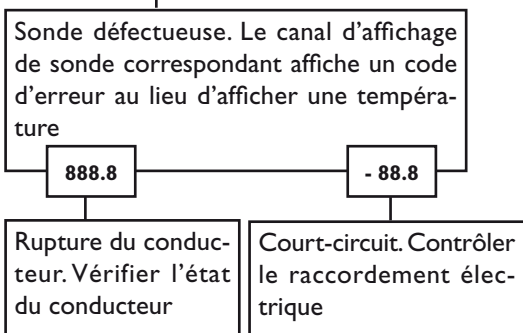 Sonde défectueuse. Le canal d'affichage
de sonde correspondant affiche un code
d'erreur au lieu d'afficher une tempéra-
ture
888.8
- 88.8
Rupture du conduc-
teur. Vérifier l'état
du conducteur
Court-circuit. Contrôler
le raccordement élec-
trique